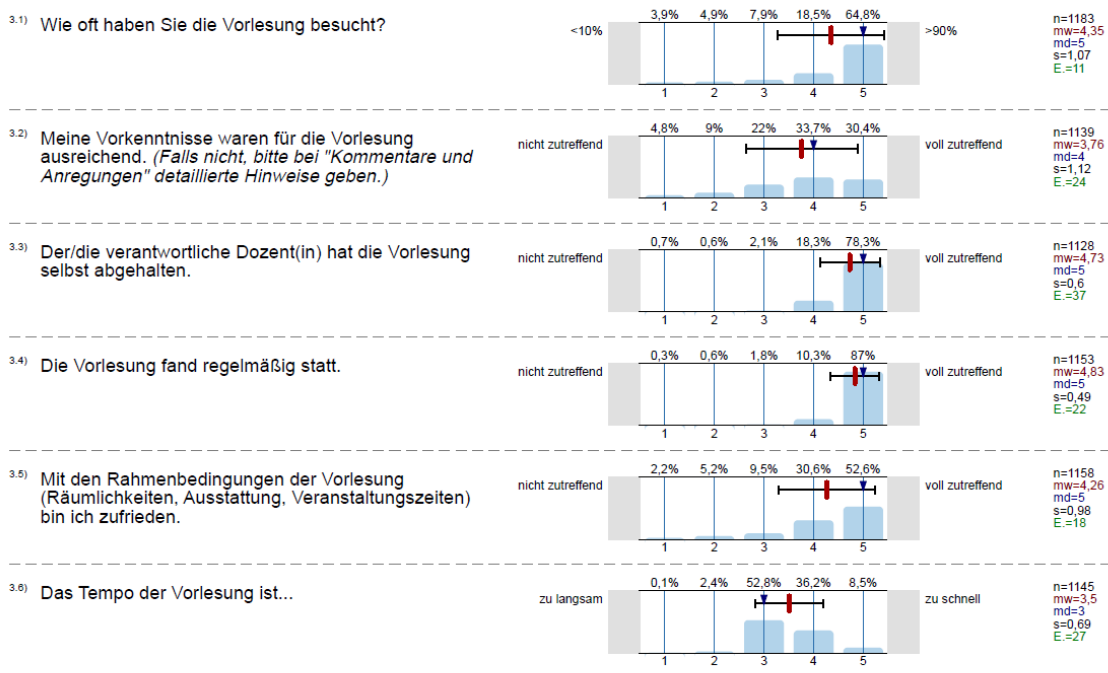 3.1) Wie oft haben Sie die Vorlesung besucht?
<10%
3,9% 4,9% 7,9% 18,5% 64,8%
1 2 3 4 5
>90%
n=1183
mw=4,35
md=5
s=1,07
E.=11
3.2) Meine Vorkenntnisse waren für die Vorlesung
ausreichend. (Falls nicht, bitte bei "Kommentare und
Anregungen" detaillierte Hinweise geben.)
nicht zutreffend
4,8% 9% 22% 33,7% 30,4%
1 2 3 4 5
voll zutreffend
n=1139
mw=3,76
md=4
s=1,12
E.=24
3.3) Der/die verantwortliche Dozent(in) hat die Vorlesung
selbst abgehalten.
nicht zutreffend
0,7% 0,6% 2,1% 18,3% 78,3%
1 2 3 4 5
voll zutreffend
n=1128
mw=4,73
md=5
s=0,6
E.=37
3.4) Die Vorlesung fand regelmäßig statt.
nicht zutreffend
0,3% 0,6% 1,8% 10,3% 87%
1 2 3 4 5
voll zutreffend
n=1153
mw=4,83
md=5
s=0,49
E.=22
3.5) Mit den Rahmenbedingungen der Vorlesung
(Räumlichkeiten, Ausstattung, Veranstaltungszeiten)
bin ich zufrieden.
nicht zutreffend
2,2% 5,2% 9,5% 30,6% 52,6%
1 2 3 4 5
voll zutreffend
n=1158
mw=4,26
md=5
s=0,98
E.=18
3.6) Das Tempo der Vorlesung ist...
zu langsam
0,1% 2,4% 52,8% 36,2% 8,5%
1 2 3 4 5
zu schnell
n=1145
mw=3,5
md=3
s=0,69
E.=27